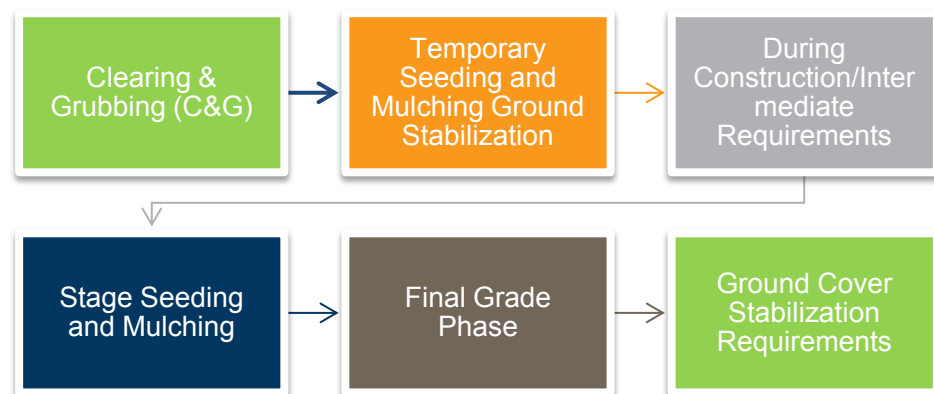 Clearing &
Grubbing (C&G)
Temporary
Seeding and
Mulching Ground
Stabilization
During
Construction/Inter
mediate
Requirements
Stage Seeding
and Mulching
Final Grade
Phase
Ground Cover
Stabilization
Requirements